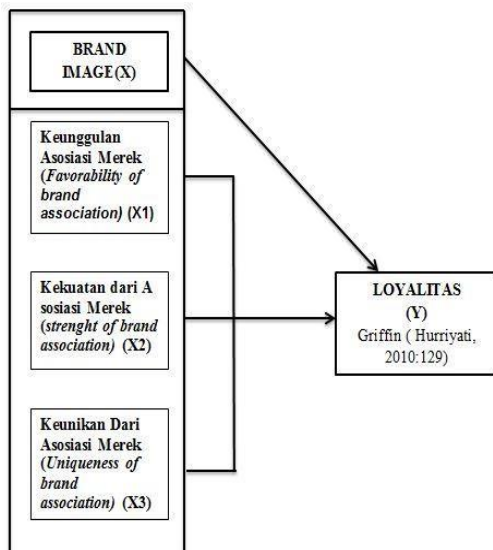 BRAND
IMAGE(X)
Keunggulan
Asosiasi Merek
(Favorability of
brand
association) (X1)
Kekuatan dari A
sosiasi Merek
(strenght of brand
association) (X2)
Keunikan Dari
Asosiasi Merek
(Uniqueness of
brand
association) (X3)
LOYALITAS
(Y)
Griffin ( Hurriyati,
2010:129)